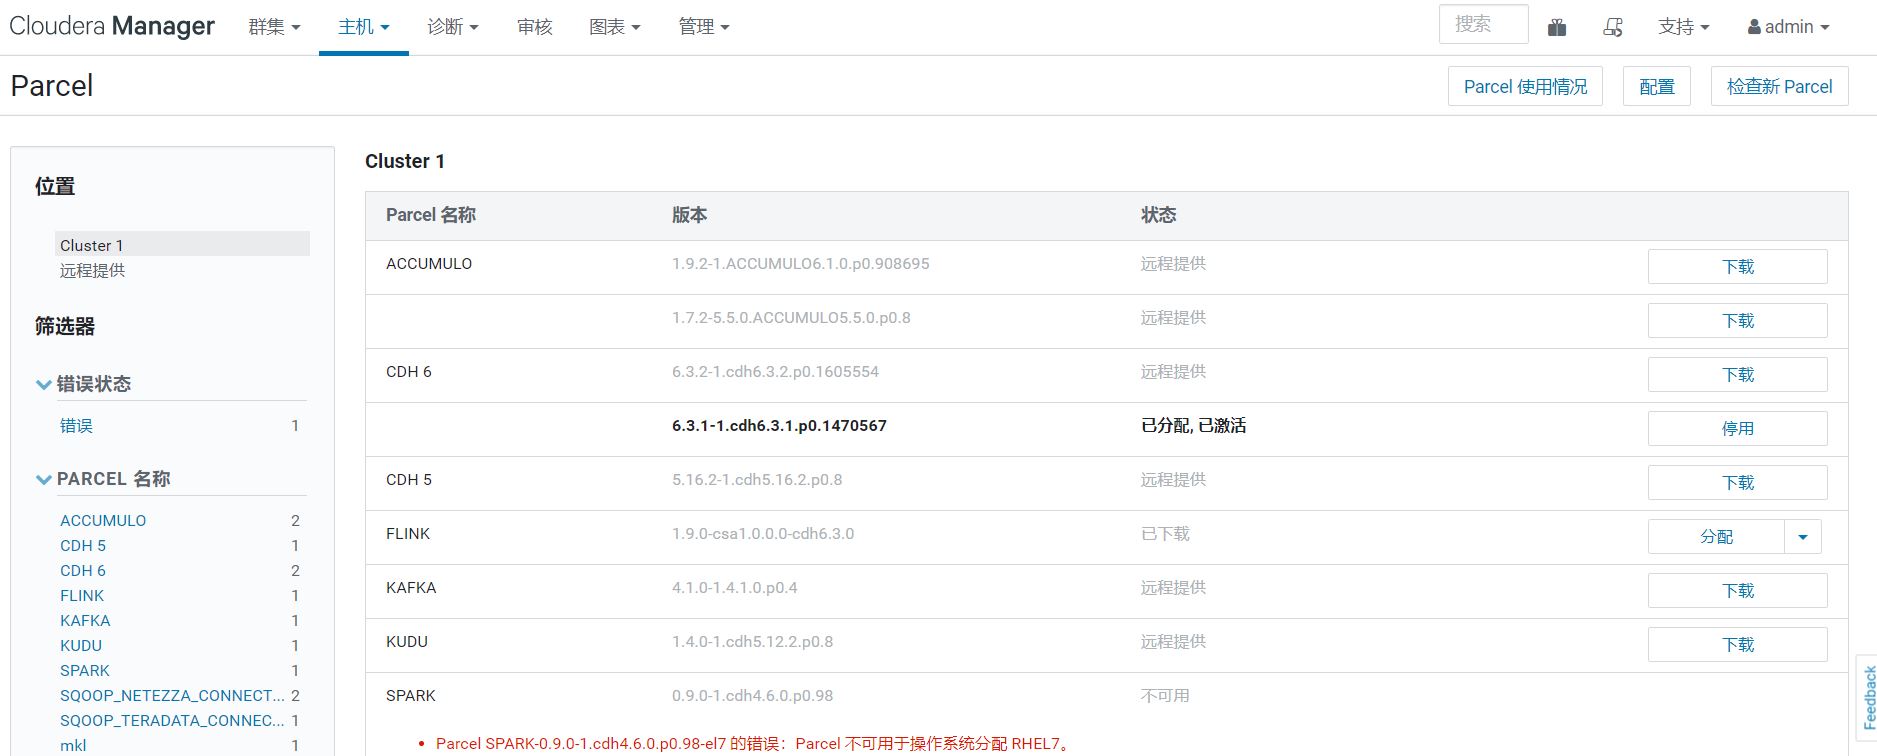 Cloudera Manager 群集 主机 诊断 审核 图表 管理 搜索 支持 admin
Parcel Parcel 使用情况 配置 检查新 Parcel
位置
Cluster 1
远程提供
筛选器
错误状态
错误 1
PARCEL 名称
ACCUMULO 2
CDH 5 1
CDH 6 2
FLINK 1
KAFKA 1
KUDU 1
SPARK 1
SQOOP_NETEZZA_CONNECT... 2
SQOOP_TERADATA_CONNEC... 1
mkl 1
Cluster 1
Parcel 名称 版本 状态
ACCUMULO 1.9.2-1.ACCUMULO6.1.0.p0.908695 远程提供 下载
1.7.2-5.5.0.ACCUMULO5.5.0.p0.8 远程提供 下载
CDH 6 6.3.2-1.cdh6.3.2.p0.1605554 远程提供 下载
6.3.1-1.cdh6.3.1.p0.1470567 已分配, 已激活 停用
CDH 5 5.16.2-1.cdh5.16.2.p0.8 远程提供 下载
FLINK 1.9.0-csa1.0.0.0-cdh6.3.0 已下载 分配
KAFKA 4.1.0-1.4.1.0.p0.4 远程提供 下载
KUDU 1.4.0-1.cdh5.12.2.p0.8 远程提供 下载
SPARK 0.9.0-1.cdh4.6.0.p0.98 不可用
• Parcel SPARK-0.9.0-1.cdh4.6.0.p0.98-el7 的错误：Parcel 不可用于操作系统分配 RHEL7。
Feedback